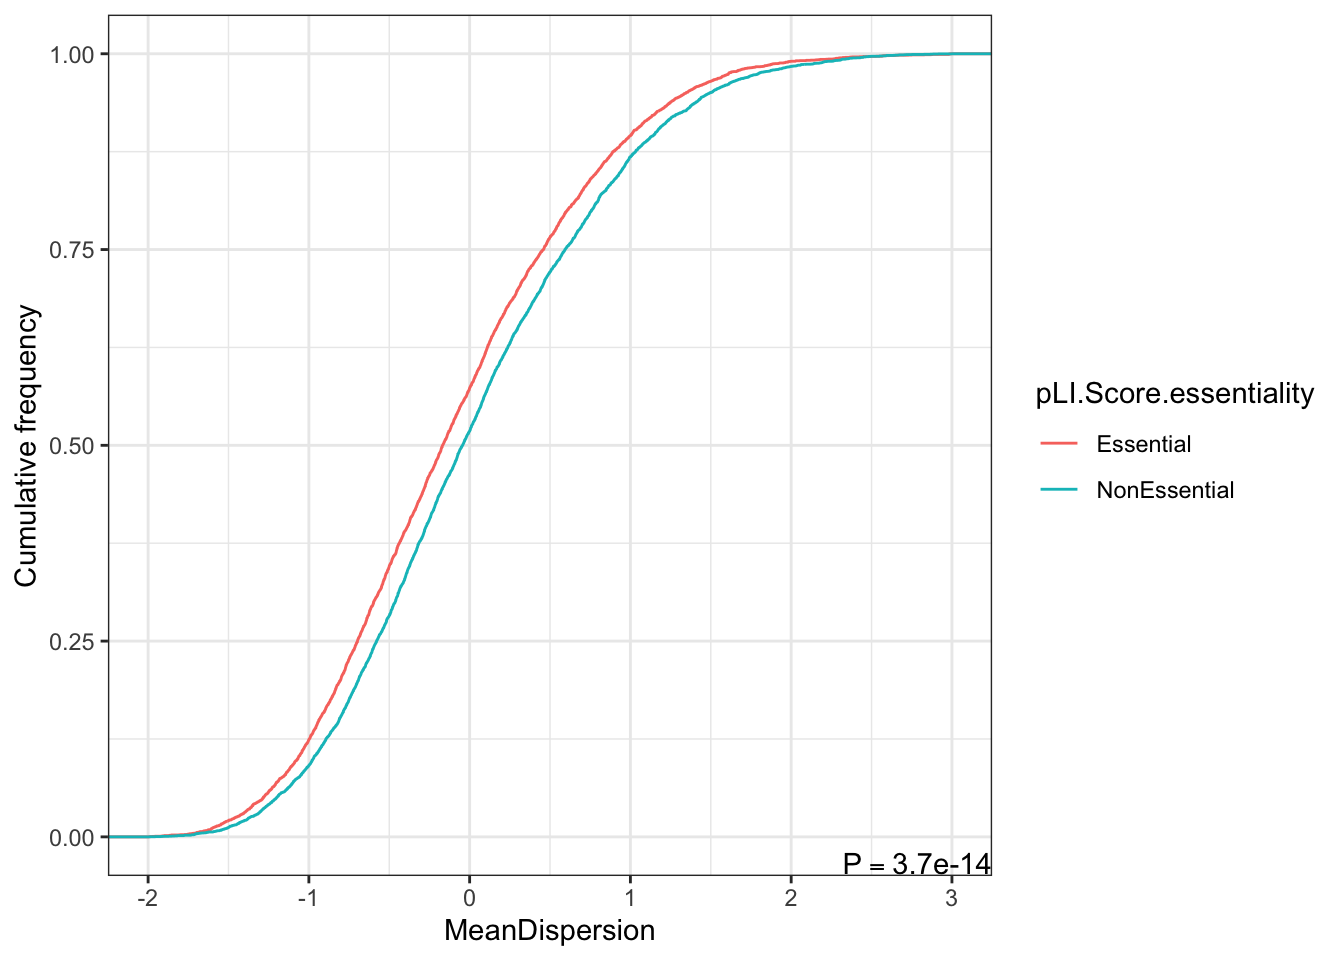 1.00
0.75
0.50
0.25
0.00
Cumulative frequency
P = 3.7e-14
-2
-1
0
1
2
3
MeanDispersion
pLI.Score.essentiality
Essential
NonEssential